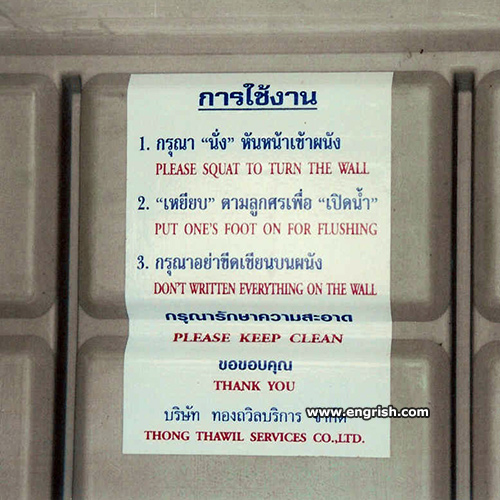 การใช้งาน
1. กรุณา “นั่ง” หันหน้าเข้าผนัง
PLEASE SQUAT TO TURN THE WALL
2. “เหยียบ” ตามลูกศรเพื่อ “เปิดน้ำ”
PUT ONE'S FOOT ON FOR FLUSHING
3. กรุณาอย่าขีดเขียนบนผนัง
DON'T WRITTEN EVERYTHING ON THE WALL
กรุณารักษาความสะอาด
PLEASE KEEP CLEAN
ขอขอบคุณ
THANK YOU
www.engrish.com
บริษัท ทองถวิลบริการ จำกัด
THONG THAWIL SERVICES CO.,LTD.